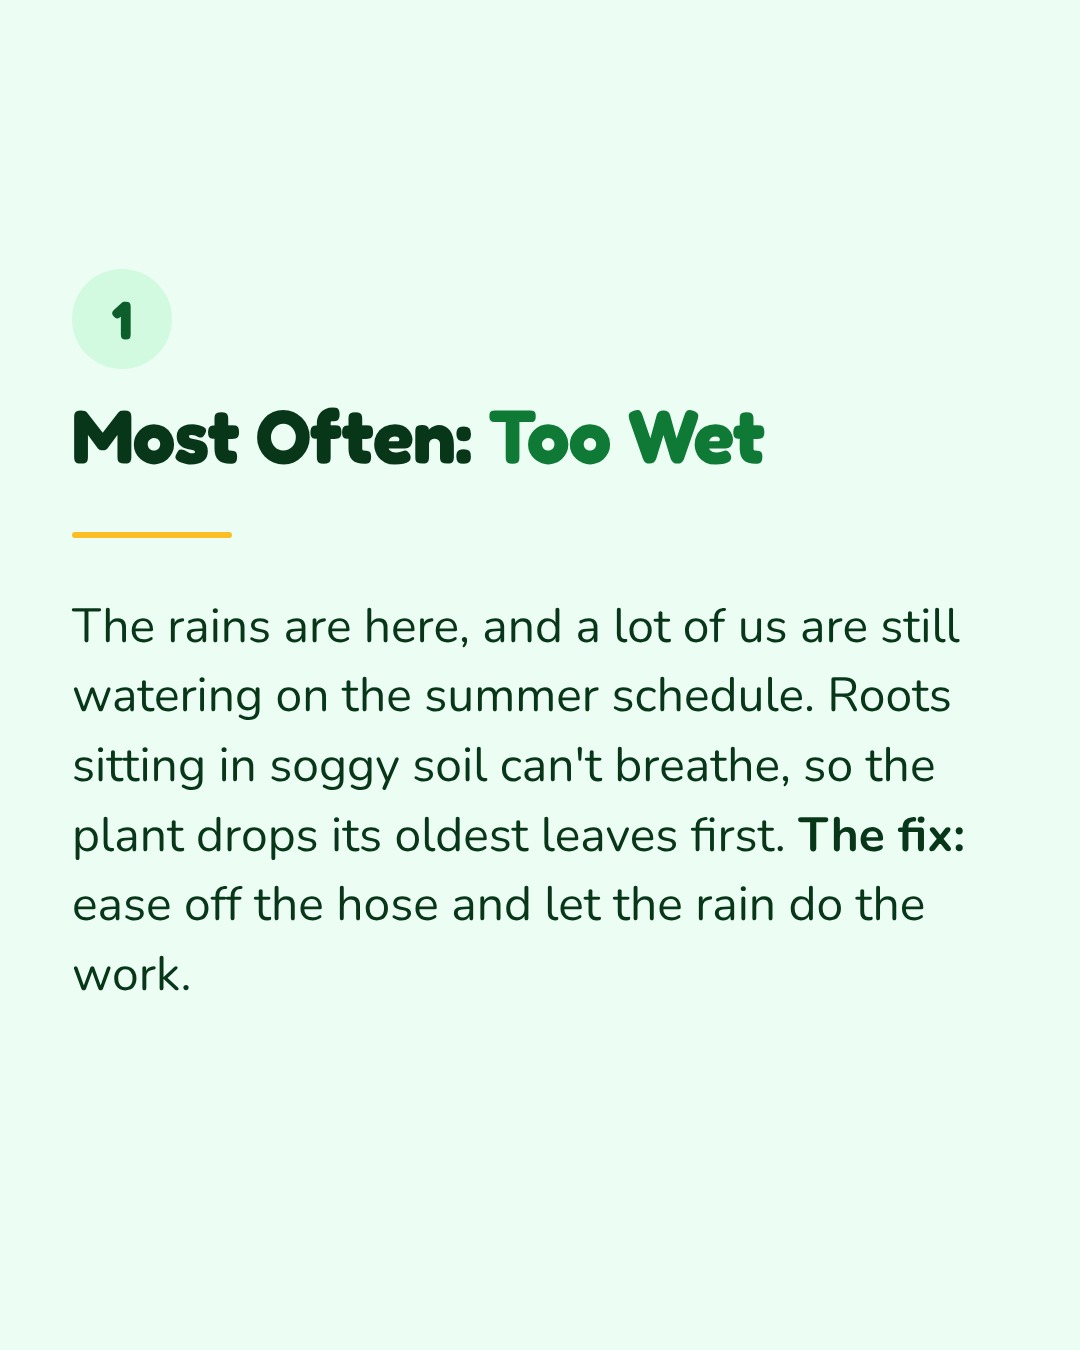 1
Most Often: Too Wet
The rains are here, and a lot of us are still
watering on the summer schedule. Roots
sitting in soggy soil can't breathe, so the
plant drops its oldest leaves first. The fix:
ease off the hose and let the rain do the
work.